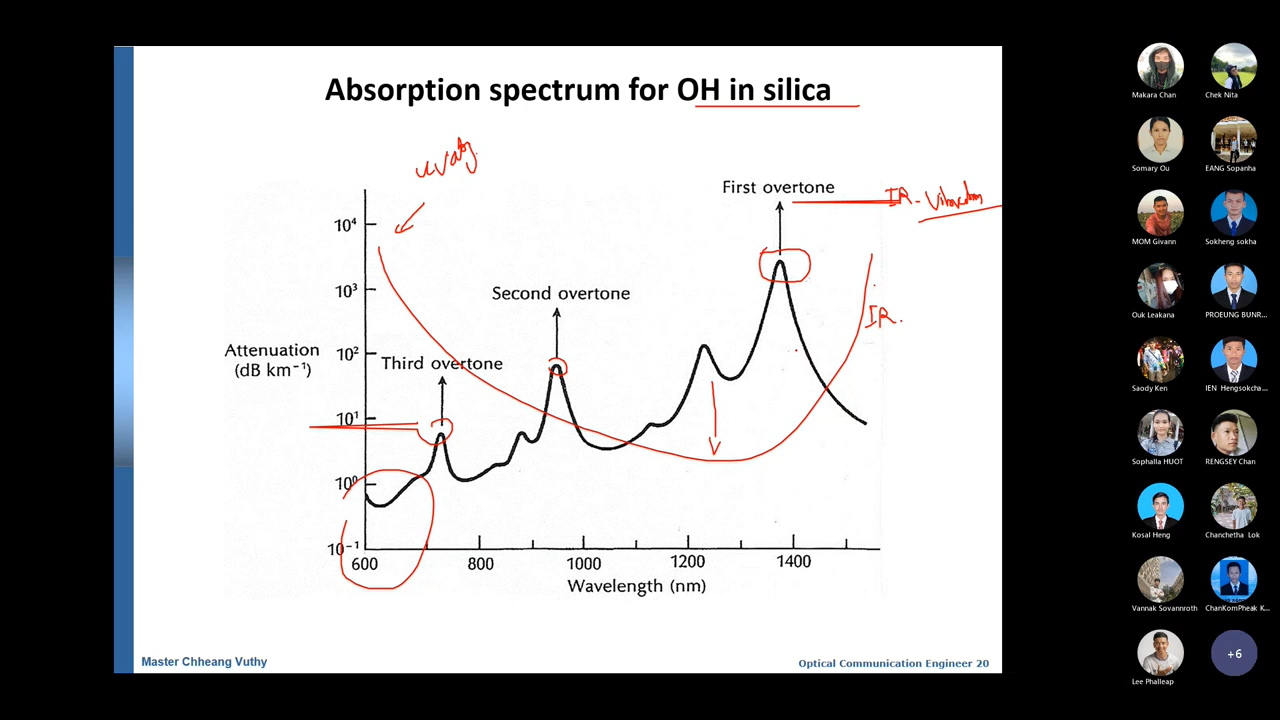 Absorption spectrum for OH in silica
uv abs.
First overtone
IR - Vibration
10⁴
10³
Second overtone
IR.
Attenuation
(dB km⁻¹)
10²
Third overtone
10¹
10⁰
10⁻¹
600
800
1000
1200
1400
Wavelength (nm)
Master Chheang Vuthy
Optical Communication Engineer 20
Makara Chan
Chek Nita
Somary Ou
EANG Sopanha
MOM Givann
Sokheng sokha
Ouk Leakana
PROEUNG BUNR...
Saody Ken
IEN Hengsokcha...
Sophalla HUOT
RENGSEY Chan
Kosal Heng
Chanchetha Lok
Vannak Sovannroth
ChanKomPheak K...
Lee Phalleap
+6